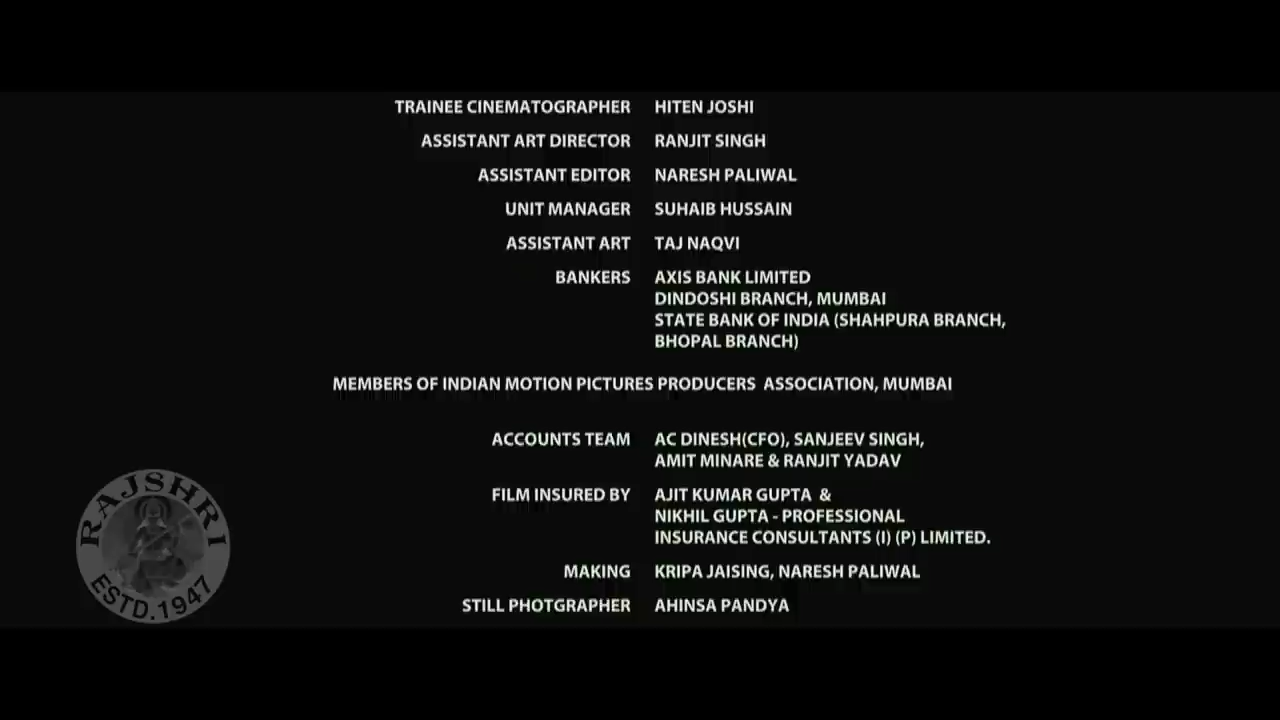 TRAINEE CINEMATOGRAPHER HITEN JOSHI
ASSISTANT ART DIRECTOR RANJIT SINGH
ASSISTANT EDITOR NARESH PALIWAL
UNIT MANAGER SUHAIB HUSSAIN
ASSISTANT ART TAJ NAQVI
BANKERS AXIS BANK LIMITED
DINDOSHI BRANCH, MUMBAI
STATE BANK OF INDIA (SHAHPURA BRANCH,
BHOPAL BRANCH)
MEMBERS OF INDIAN MOTION PICTURES PRODUCERS ASSOCIATION, MUMBAI
ACCOUNTS TEAM AC DINESH(CFO), SANJEEV SINGH,
AMIT MINARE & RANJIT YADAV
FILM INSURED BY AJIT KUMAR GUPTA &
NIKHIL GUPTA - PROFESSIONAL
INSURANCE CONSULTANTS (I) (P) LIMITED.
MAKING KRIPA JAISING, NARESH PALIWAL
STILL PHOTGRAPHER AHINSA PANDYA
RAJSHRI
ESTD.1947